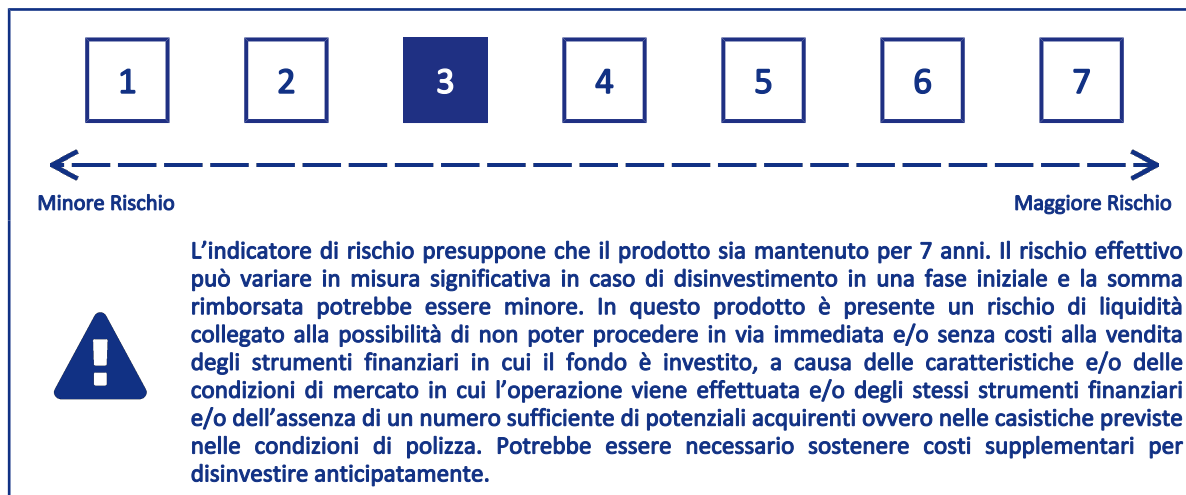 1 2 3 4 5 6 7
Minore Rischio Maggiore Rischio
L’indicatore di rischio presuppone che il prodotto sia mantenuto per 7 anni. Il rischio effettivo
può variare in misura significativa in caso di disinvestimento in una fase iniziale e la somma
rimborsata potrebbe essere minore. In questo prodotto è presente un rischio di liquidità
collegato alla possibilità di non poter procedere in via immediata e/o senza costi alla vendita
degli strumenti finanziari in cui il fondo è investito, a causa delle caratteristiche e/o delle
condizioni di mercato in cui l’operazione viene effettuata e/o degli stessi strumenti finanziari
e/o dell’assenza di un numero sufficiente di potenziali acquirenti ovvero nelle casistiche previste
nelle condizioni di polizza. Potrebbe essere necessario sostenere costi supplementari per
disinvestire anticipatamente.